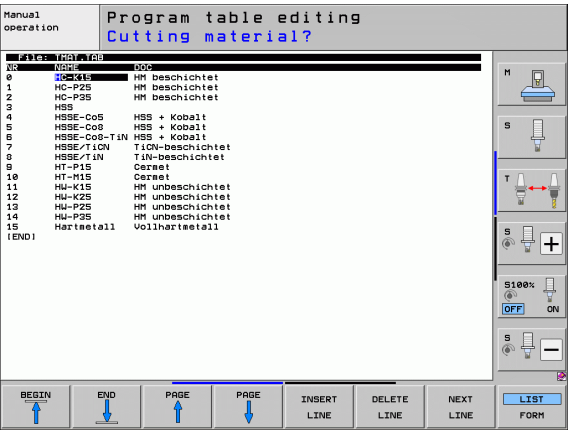 Manual
operation
Program table editing
Cutting material?
File: TMAT.TAB
NR NAME DOC
0 HC-K15 HM beschichtet
1 HC-P25 HM beschichtet
2 HC-P35 HM beschichtet
3 HSS
4 HSSE-Co5 HSS + Kobalt
5 HSSE-Co8 HSS + Kobalt
6 HSSE-Co8-TiN HSS + Kobalt
7 HSSE/TiCN TiCN-beschichtet
8 HSSE/TiN TiN-beschichtet
9 HT-P15 Cermet
10 HT-M15 Cermet
11 HW-K15 HM unbeschichtet
12 HW-K25 HM unbeschichtet
13 HW-P25 HM unbeschichtet
14 HW-P35 HM unbeschichtet
15 Hartmetall Vollhartmetall
[END]
M
S
T
S
+
S100%
OFF ON
S
—
BEGIN
END
PAGE
PAGE
INSERT
LINE
DELETE
LINE
NEXT
LINE
LIST
FORM